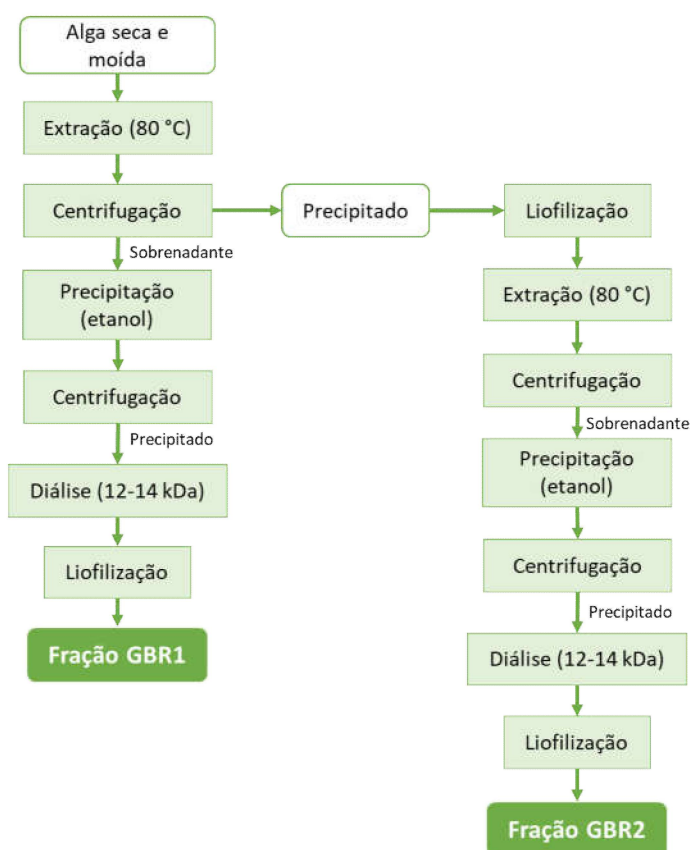 Alga seca e
moída
Extração (80 °C)
Centrifugação
Sobrenadante
Precipitação
(etanol)
Centrifugação
Precipitado
Diálise (12-14 kDa)
Liofilização
Fração GBR1
Precipitado
Liofilização
Extração (80 °C)
Centrifugação
Sobrenadante
Precipitação
(etanol)
Centrifugação
Precipitado
Diálise (12-14 kDa)
Liofilização
Fração GBR2